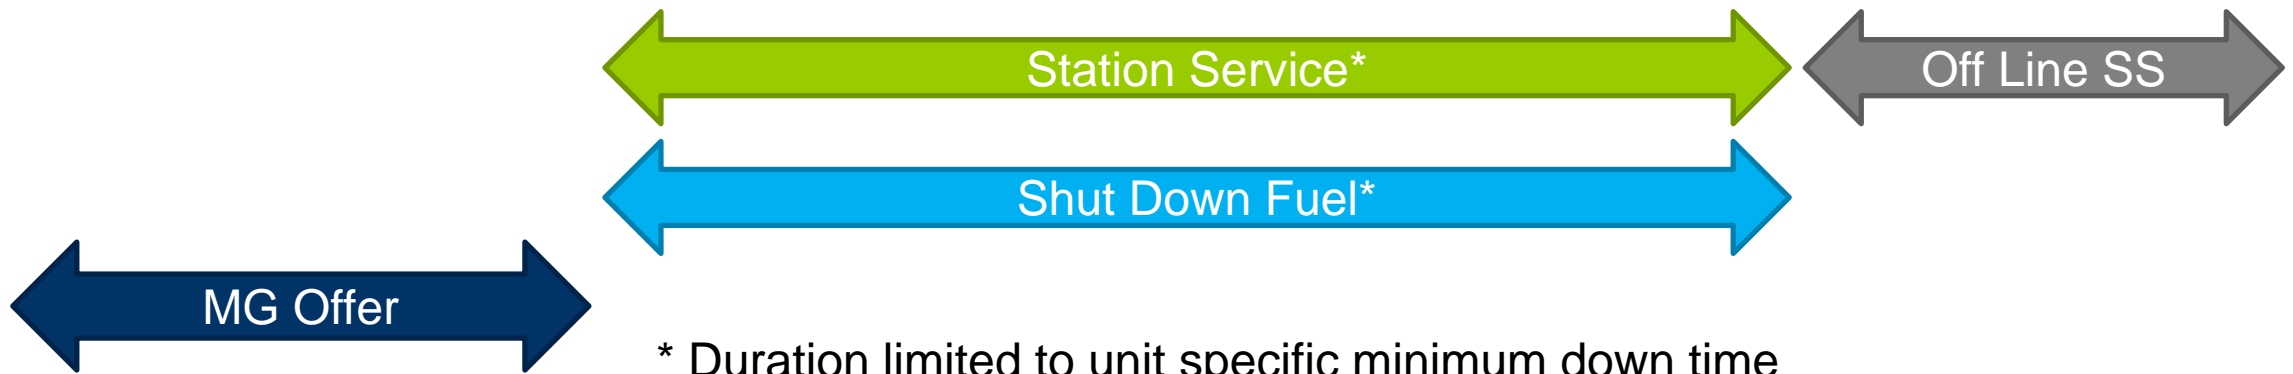 Station Service*
Off Line SS
Shut Down Fuel*
MG Offer
* Duration limited to unit specific minimum down time